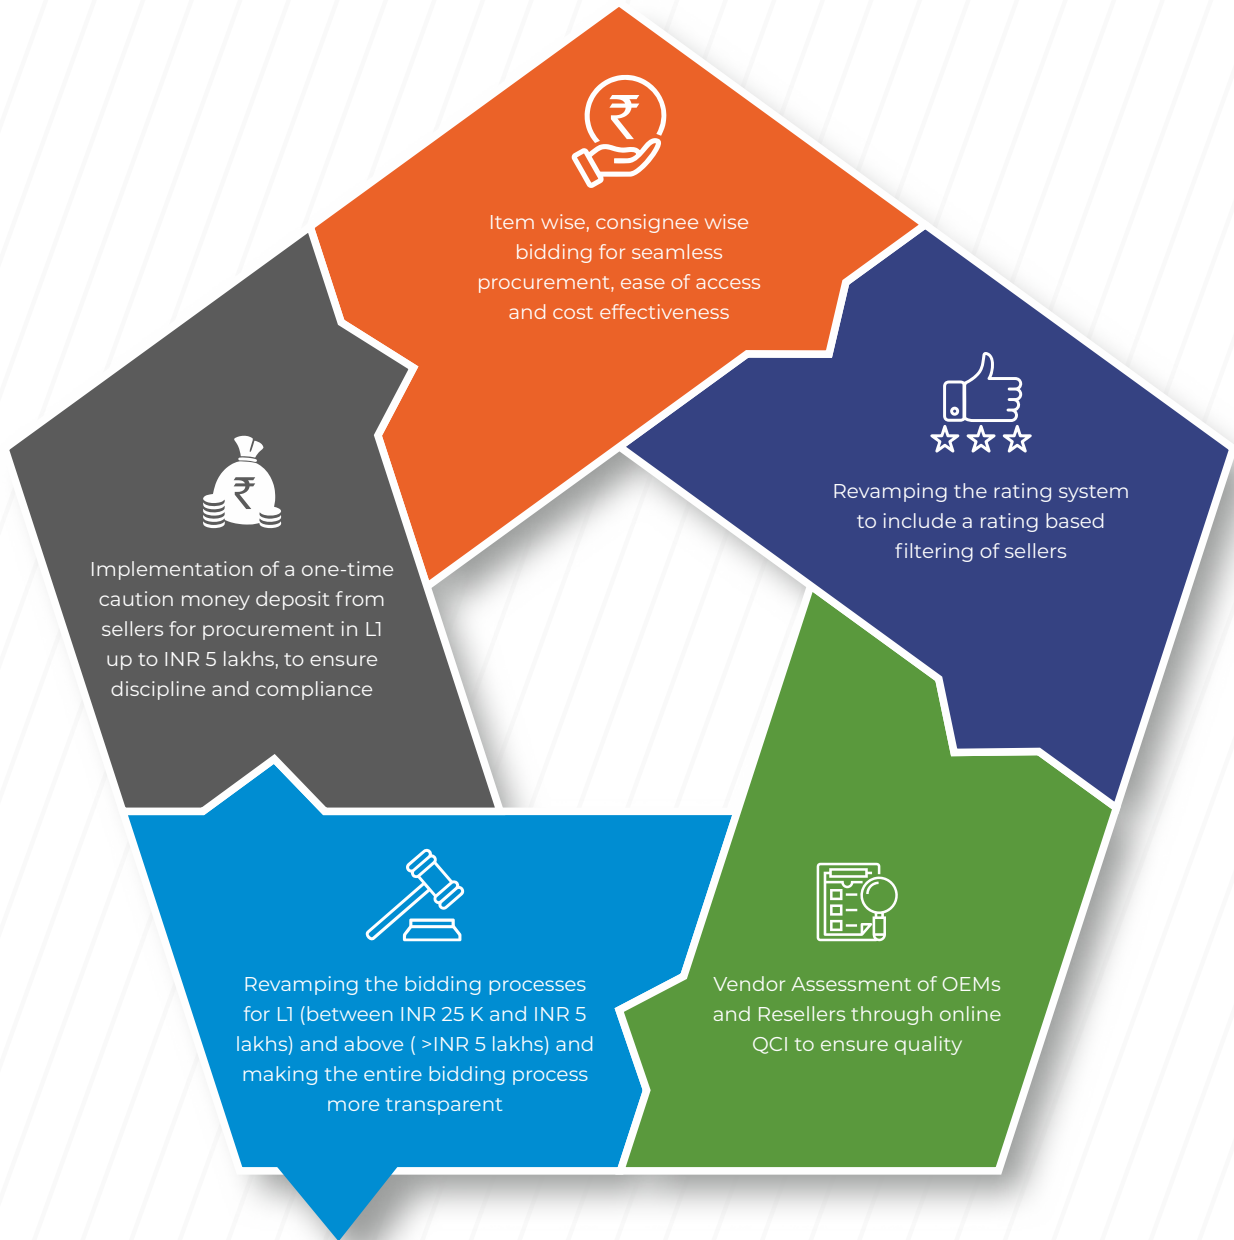 Item wise, consignee wise
bidding for seamless
procurement, ease of access
and cost effectiveness
Revamping the rating system
to include a rating based
filtering of sellers
Vendor Assessment of OEMs
and Resellers through online
QCI to ensure quality
Revamping the bidding processes
for L1 (between INR 25 K and INR 5
lakhs) and above ( >INR 5 lakhs) and
making the entire bidding process
more transparent
Implementation of a one-time
caution money deposit from
sellers for procurement in L1
up to INR 5 lakhs, to ensure
discipline and compliance